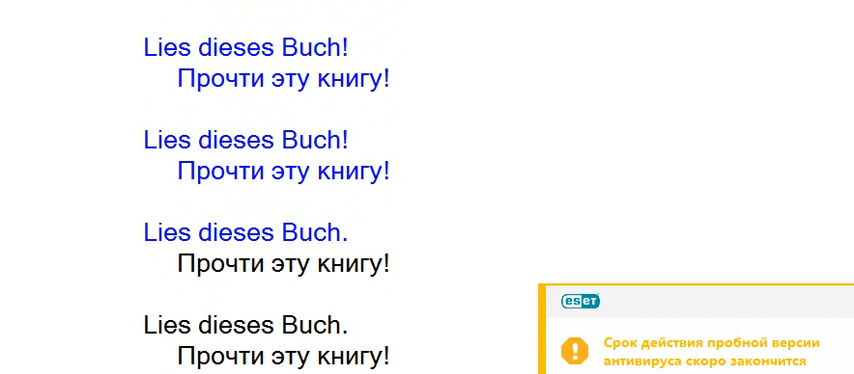 Lies dieses Buch!
Прочти эту книгу!
Lies dieses Buch!
Прочти эту книгу!
Lies dieses Buch.
Прочти эту книгу!
Lies dieses Buch.
Прочти эту книгу!
eset
Срок действия пробной версии
антивируса скоро закончится